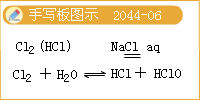 手写板图示 2044-06
Cl₂(HCl) NaCl aq
Cl₂ + H₂O ⇌ HCl + HClO